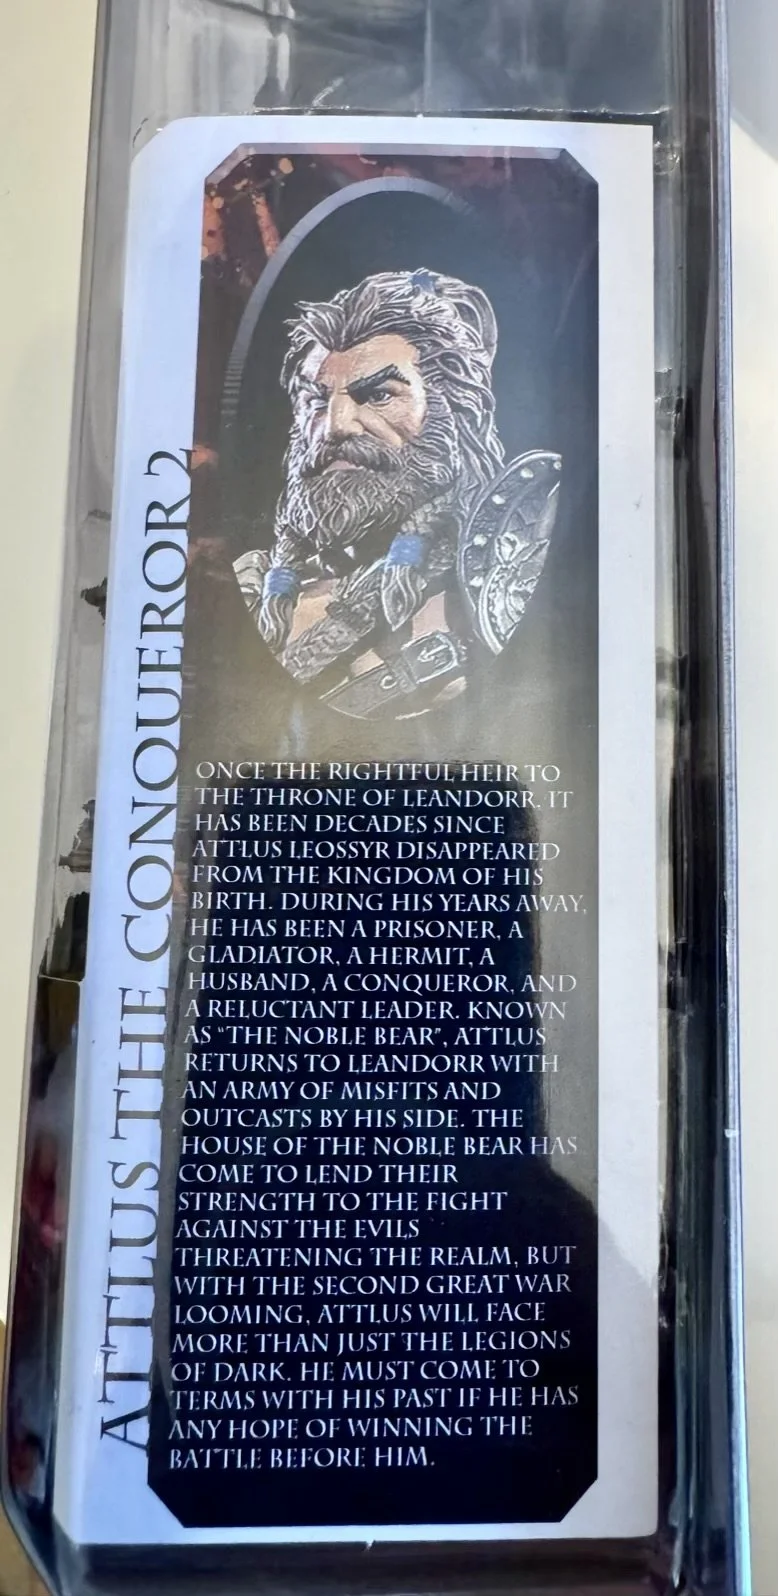 ATTLUS THE CONQUEROR 2
ONCE THE RIGHTFUL HEIR TO
THE THRONE OF LEANDORR. IT
HAS BEEN DECADES SINCE
ATTLUS LEOSSYR DISAPPEARED
FROM THE KINGDOM OF HIS
BIRTH. DURING HIS YEARS AWAY,
HE HAS BEEN A PRISONER, A
GLADIATOR, A HERMIT, A
HUSBAND, A CONQUEROR, AND
A RELUCTANT LEADER. KNOWN
AS "THE NOBLE BEAR", ATTLUS
RETURNS TO LEANDORR WITH
AN ARMY OF MISFITS AND
OUTCASTS BY HIS SIDE. THE
HOUSE OF THE NOBLE BEAR HAS
COME TO LEND THEIR
STRENGTH TO THE FIGHT
AGAINST THE EVILS
THREATENING THE REALM, BUT
WITH THE SECOND GREAT WAR
LOOMING, ATTLUS WILL FACE
MORE THAN JUST THE LEGIONS
OF DARK. HE MUST COME TO
TERMS WITH HIS PAST IF HE HAS
ANY HOPE OF WINNING THE
BATTLE BEFORE HIM.